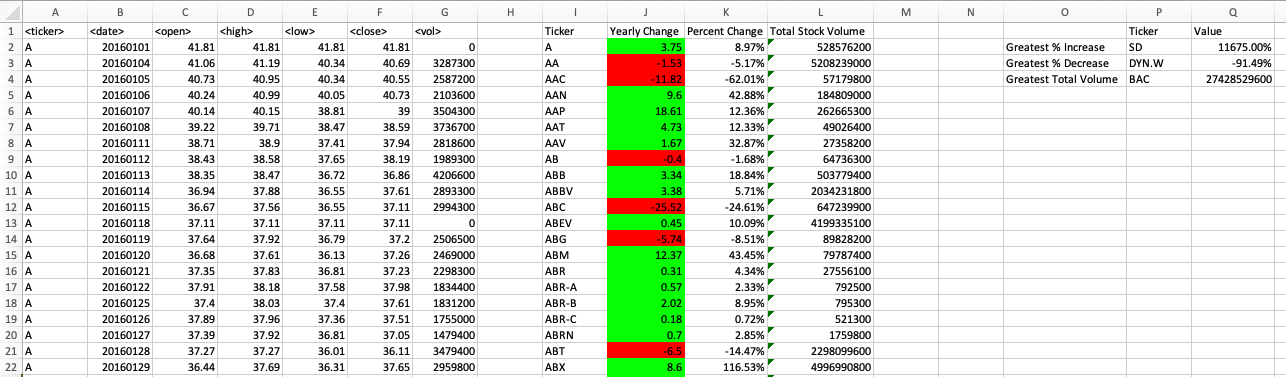 A B C D E F G H I J K L M N O P Q
1 <ticker> <date> <open> <high> <low> <close> <vol> Ticker Yearly Change Percent Change Total Stock Volume Ticker Value
2 A 20160101 41.81 41.81 41.81 41.81 0 A 3.75 8.97% 528576200 Greatest % Increase SD 11675.00%
3 A 20160104 41.06 41.19 40.34 40.69 3287300 AA -1.53 -5.17% 5208239000 Greatest % Decrease DYN.W -91.49%
4 A 20160105 40.73 40.95 40.34 40.55 2587200 AAC -11.82 -62.01% 57179800 Greatest Total Volume BAC 27428529600
5 A 20160106 40.24 40.99 40.05 40.73 2103600 AAN 9.6 42.88% 184809000
6 A 20160107 40.14 40.15 38.81 39 3504300 AAP 18.61 12.36% 262665300
7 A 20160108 39.22 39.71 38.47 38.59 3736700 AAT 4.73 12.33% 49026400
8 A 20160111 38.71 38.9 37.41 37.94 2818600 AAV 1.67 32.87% 27358200
9 A 20160112 38.43 38.58 37.65 38.19 1989300 AB -0.4 -1.68% 64736300
10 A 20160113 38.35 38.47 36.72 36.86 4206600 ABB 3.34 18.84% 503779400
11 A 20160114 36.94 37.88 36.55 37.61 2893300 ABBV 3.38 5.71% 2034231800
12 A 20160115 36.67 37.56 36.55 37.11 2994300 ABC -25.52 -24.61% 647239900
13 A 20160118 37.11 37.11 37.11 37.11 0 ABEV 0.45 10.09% 4199335100
14 A 20160119 37.64 37.92 36.79 37.2 2506500 ABG -5.74 -8.51% 89828200
15 A 20160120 36.68 37.61 36.13 37.26 2469000 ABM 12.37 43.45% 79787400
16 A 20160121 37.35 37.83 36.81 37.23 2298300 ABR 0.31 4.34% 27556100
17 A 20160122 37.91 38.18 37.58 37.98 1834400 ABR-A 0.57 2.33% 792500
18 A 20160125 37.4 38.03 37.4 37.61 1831200 ABR-B 2.02 8.95% 795300
19 A 20160126 37.89 37.96 37.36 37.51 1755000 ABR-C 0.18 0.72% 521300
20 A 20160127 37.39 37.92 36.81 37.05 1479400 ABRN 0.7 2.85% 1759800
21 A 20160128 37.27 37.27 36.01 36.11 3479400 ABT -6.5 -14.47% 2298099600
22 A 20160129 36.44 37.69 36.31 37.65 2959800 ABX 8.6 116.53% 4996990800